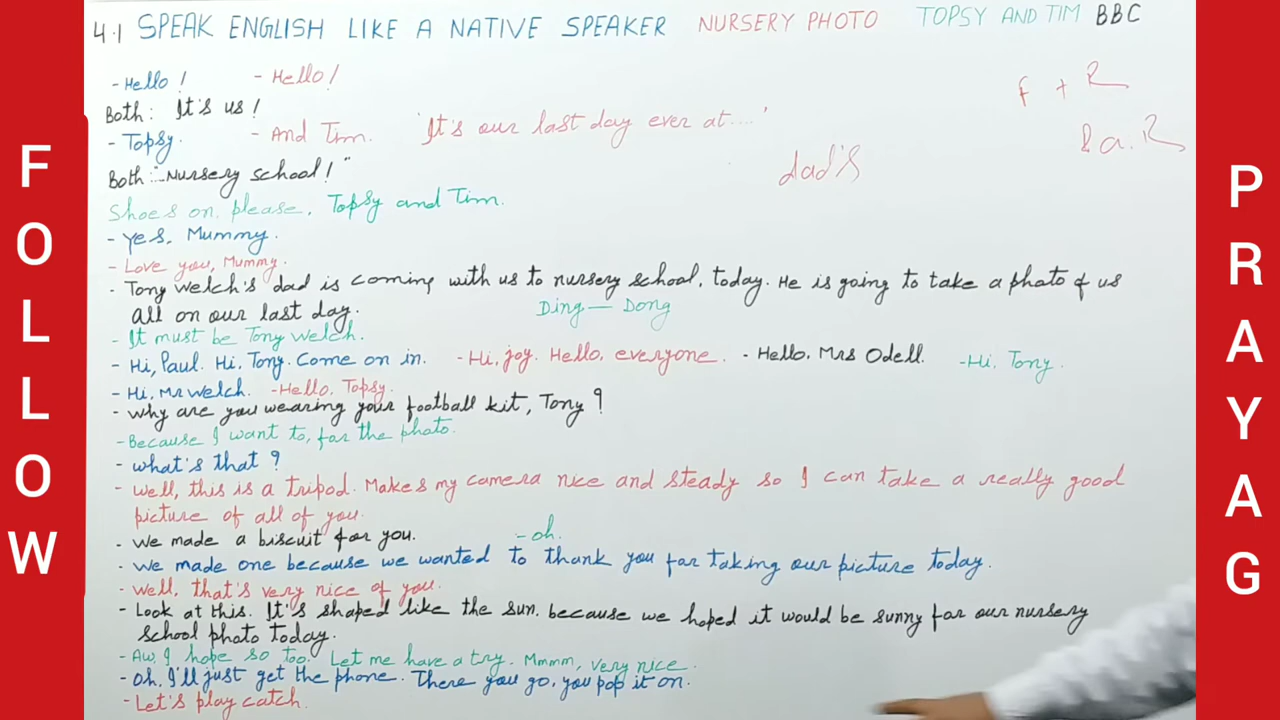 FOLLOW
4.1 SPEAK ENGLISH LIKE A NATIVE SPEAKER NURSERY PHOTO TOPSY AND TIM BBC
- Hello! - Hello!
Both: It's us!
- Topsy. - And Tim. "It's our last day ever at...."
Both: "...Nursery school!"
Shoes on, please, Topsy and Tim.
- Yes, Mummy.
- Love you, Mummy.
- Tony Welch's dad is coming with us to nursery school, today. He is going to take a photo of us
all on our last day. Ding — Dong
- It must be Tony Welch.
- Hi, Paul. Hi, Tony. Come on in. - Hi, joy. Hello, everyone. - Hello, Mrs Odell. - Hi, Tony.
- Hi, Mr Welch. - Hello, Topsy.
- Why are you wearing your football kit, Tony?
- Because I want to, for the photo.
- What's that?
- Well, this is a tripod. Makes my camera nice and steady so I can take a really good
picture of all of you.
- We made a biscuit for you. - oh.
- We made one because we wanted to thank you for taking our picture today.
- Well, that's very nice of you.
- Look at this. It's shaped like the sun, because we hoped it would be sunny for our nursery
school photo today.
- Aw, I hope so too. Let me have a try. Mmmm, very nice.
- Oh, I'll just get the phone. There you go, you pop it on.
- Let's play catch.
dad's
f + R
PRAYAG